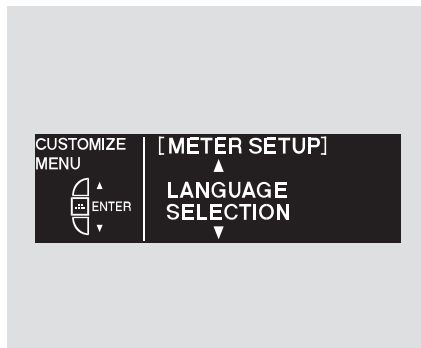 CUSTOMIZE
MENU
ENTER
[METER SETUP]
LANGUAGE
SELECTION